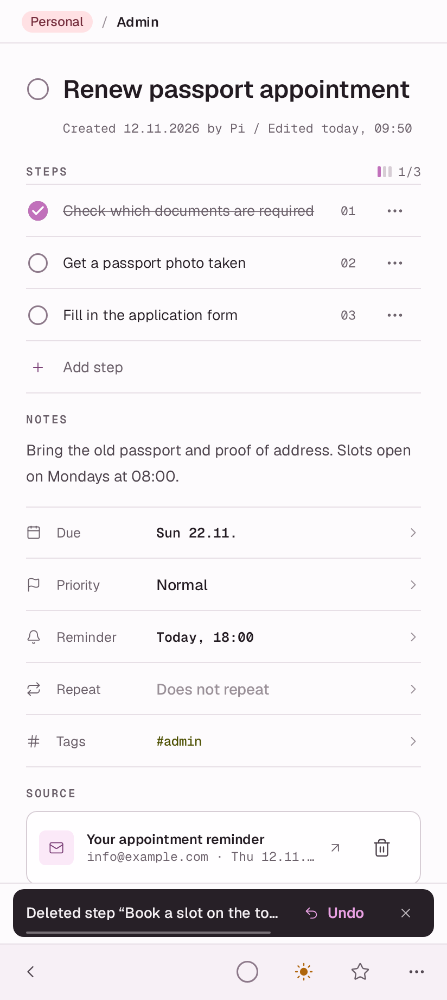 Personal / Admin
Renew passport appointment
Created 12.11.2026 by Pi / Edited today, 09:50
STEPS 1/3
Check which documents are required 01
Get a passport photo taken 02
Fill in the application form 03
Add step
NOTES
Bring the old passport and proof of address. Slots open
on Mondays at 08:00.
Due Sun 22.11.
Priority Normal
Reminder Today, 18:00
Repeat Does not repeat
Tags #admin
SOURCE
Your appointment reminder
info@example.com · Thu 12.11.…
Deleted step “Book a slot on the to… Undo